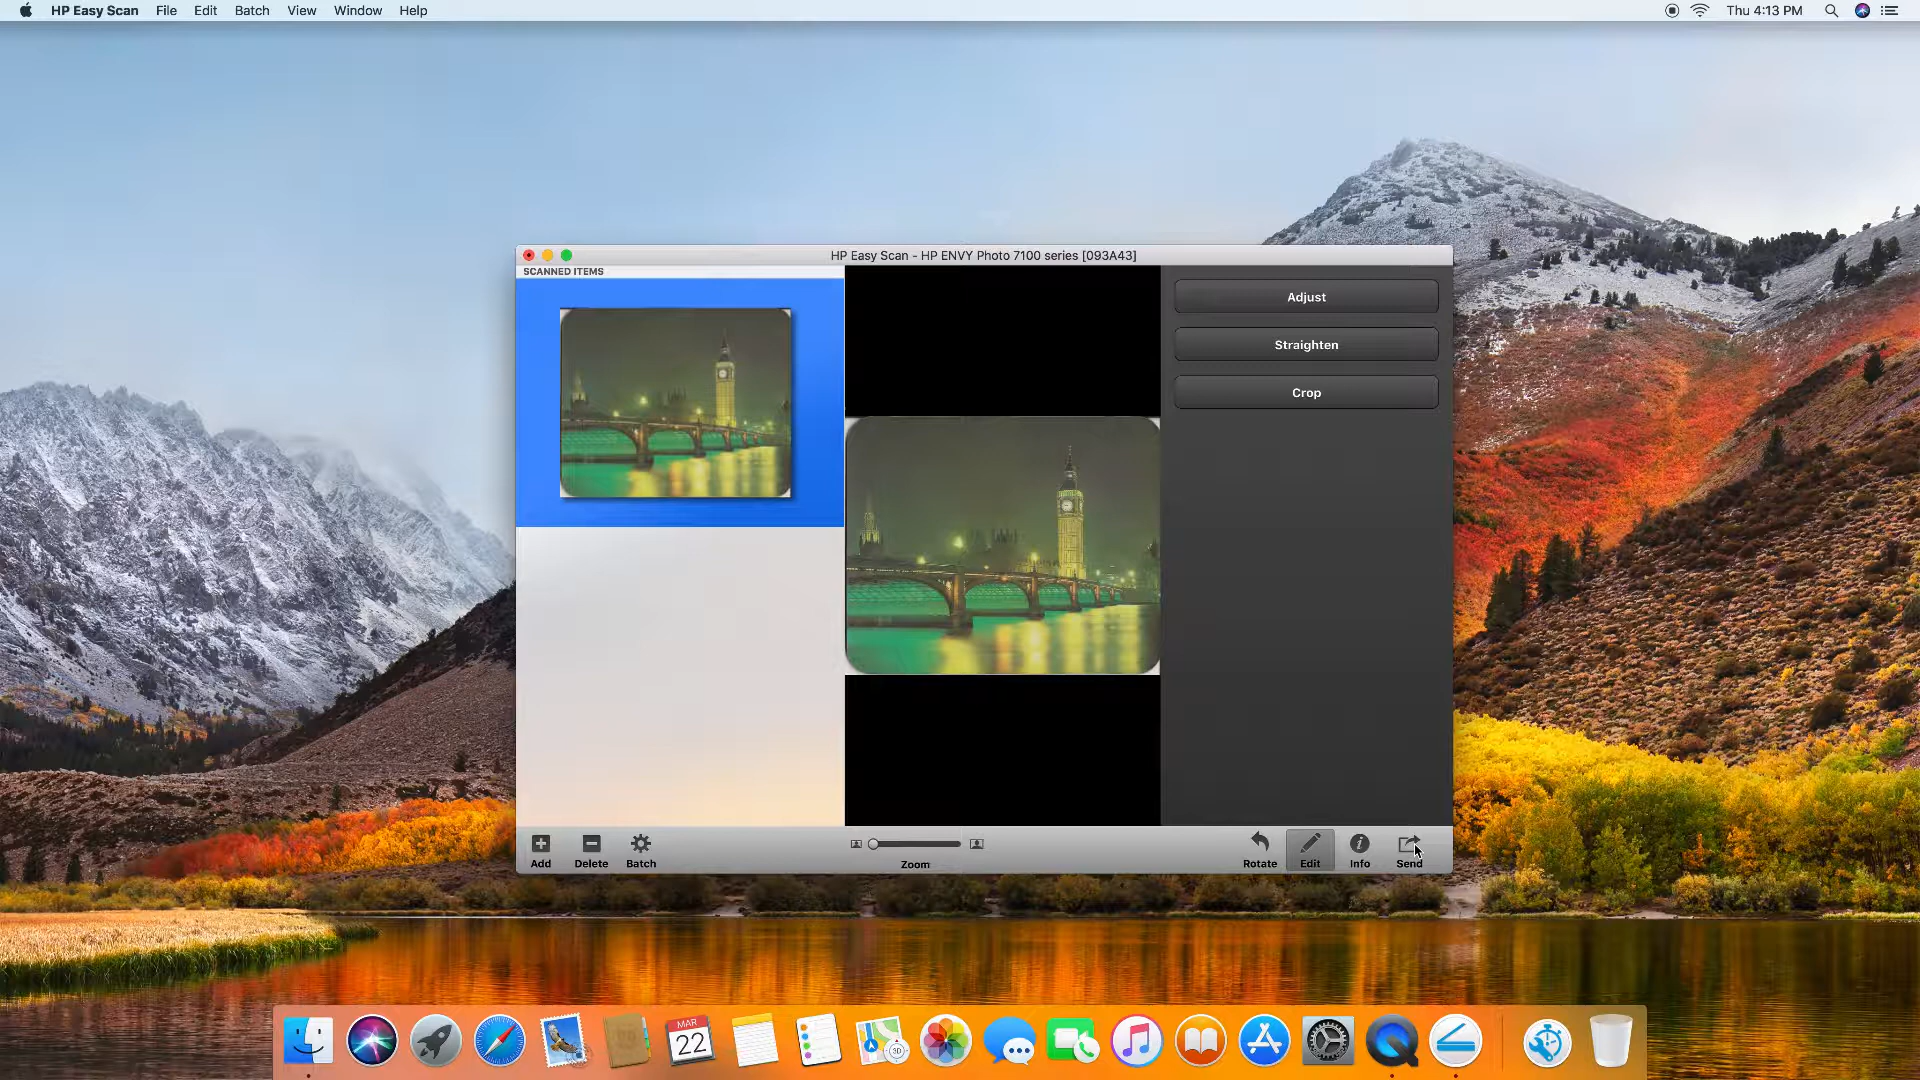 HP Easy Scan File Edit Batch View Window Help Thu 4:13 PM
HP Easy Scan - HP ENVY Photo 7100 series [093A43]
SCANNED ITEMS
Adjust
Straighten
Crop
Add Delete Batch Zoom Rotate Edit Info Send
MAR
22
3D